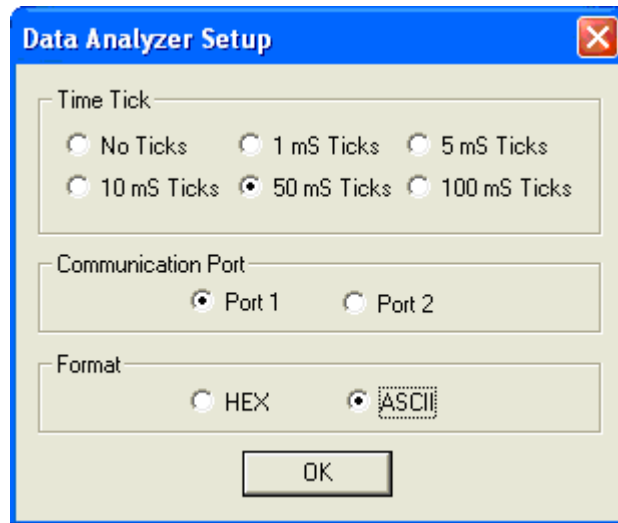 Data Analyzer Setup
Time Tick
No Ticks 1 mS Ticks 5 mS Ticks
10 mS Ticks 50 mS Ticks 100 mS Ticks
Communication Port
Port 1 Port 2
Format
HEX ASCII
OK